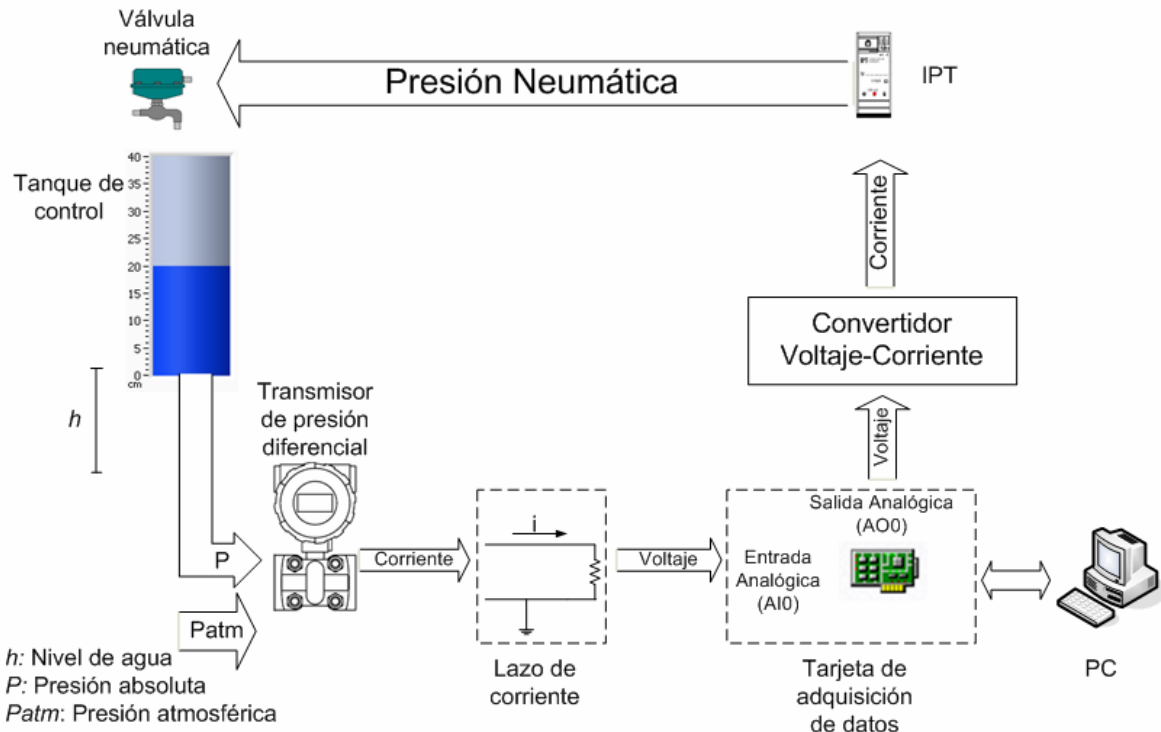 Válvula
neumática
Presión Neumática
IPT
Tanque de
control
40
35
30
25
20
15
10
5
0
cm
h
Transmisor
de presión
diferencial
P
Patm
Corriente
i
Lazo de
corriente
Voltaje
Entrada
Analógica
(AI0)
Salida Analógica
(AO0)
Tarjeta de
adquisición
de datos
PC
Voltaje
Convertidor
Voltaje-Corriente
Corriente
h: Nivel de agua
P: Presión absoluta
Patm: Presión atmosférica